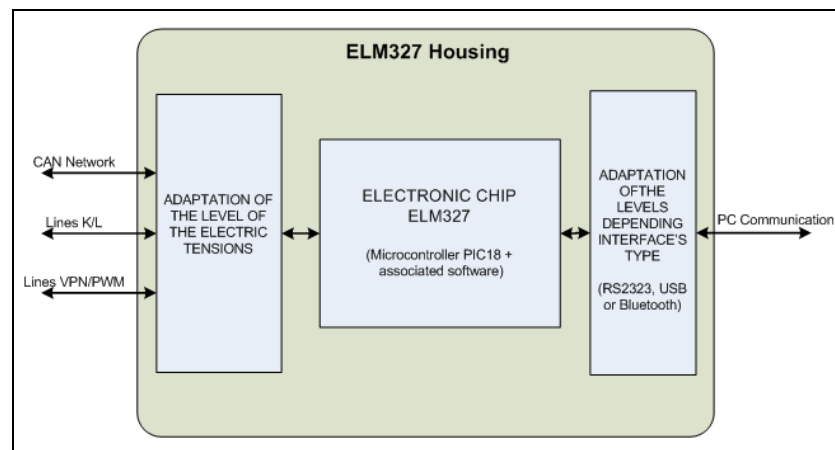 ELM327 Housing
CAN Network
Lines K/L
Lines VPN/PWM
ADAPTATION OF
THE LEVEL OF
THE ELECTRIC
TENSIONS
ELECTRONIC CHIP
ELM327
(Microcontroller PIC18 +
associated software)
ADAPTATION
OFTHE
LEVELS
DEPENDING
INTERFACE'S
TYPE
(RS2323, USB
or Bluetooth)
PC Communication